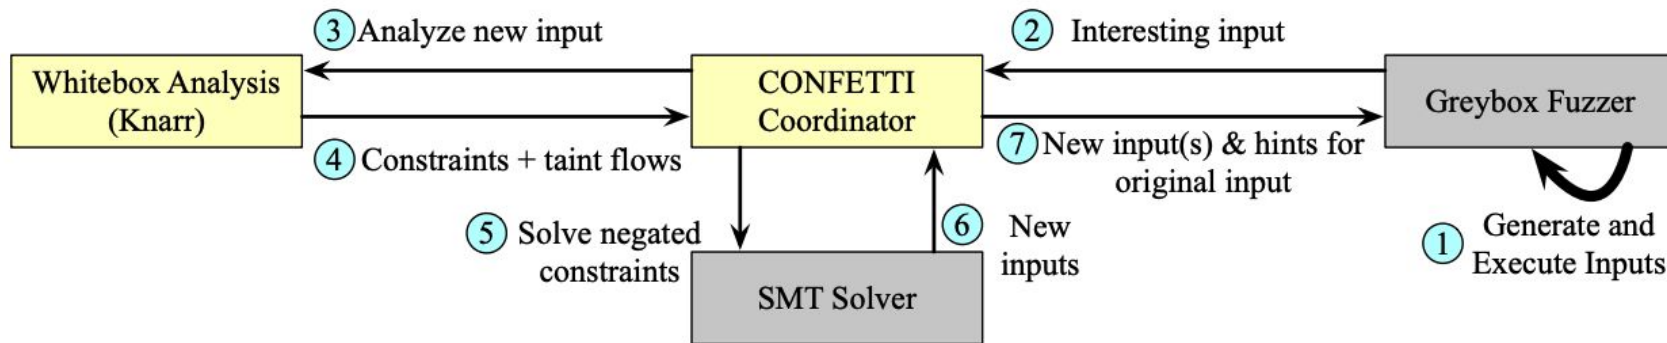 3 Analyze new input
2 Interesting input
Whitebox Analysis
(Knarr)
CONFETTI
Coordinator
Greybox Fuzzer
4 Constraints + taint flows
7 New input(s) & hints for
original input
5 Solve negated
constraints
6 New
inputs
1 Generate and
Execute Inputs
SMT Solver